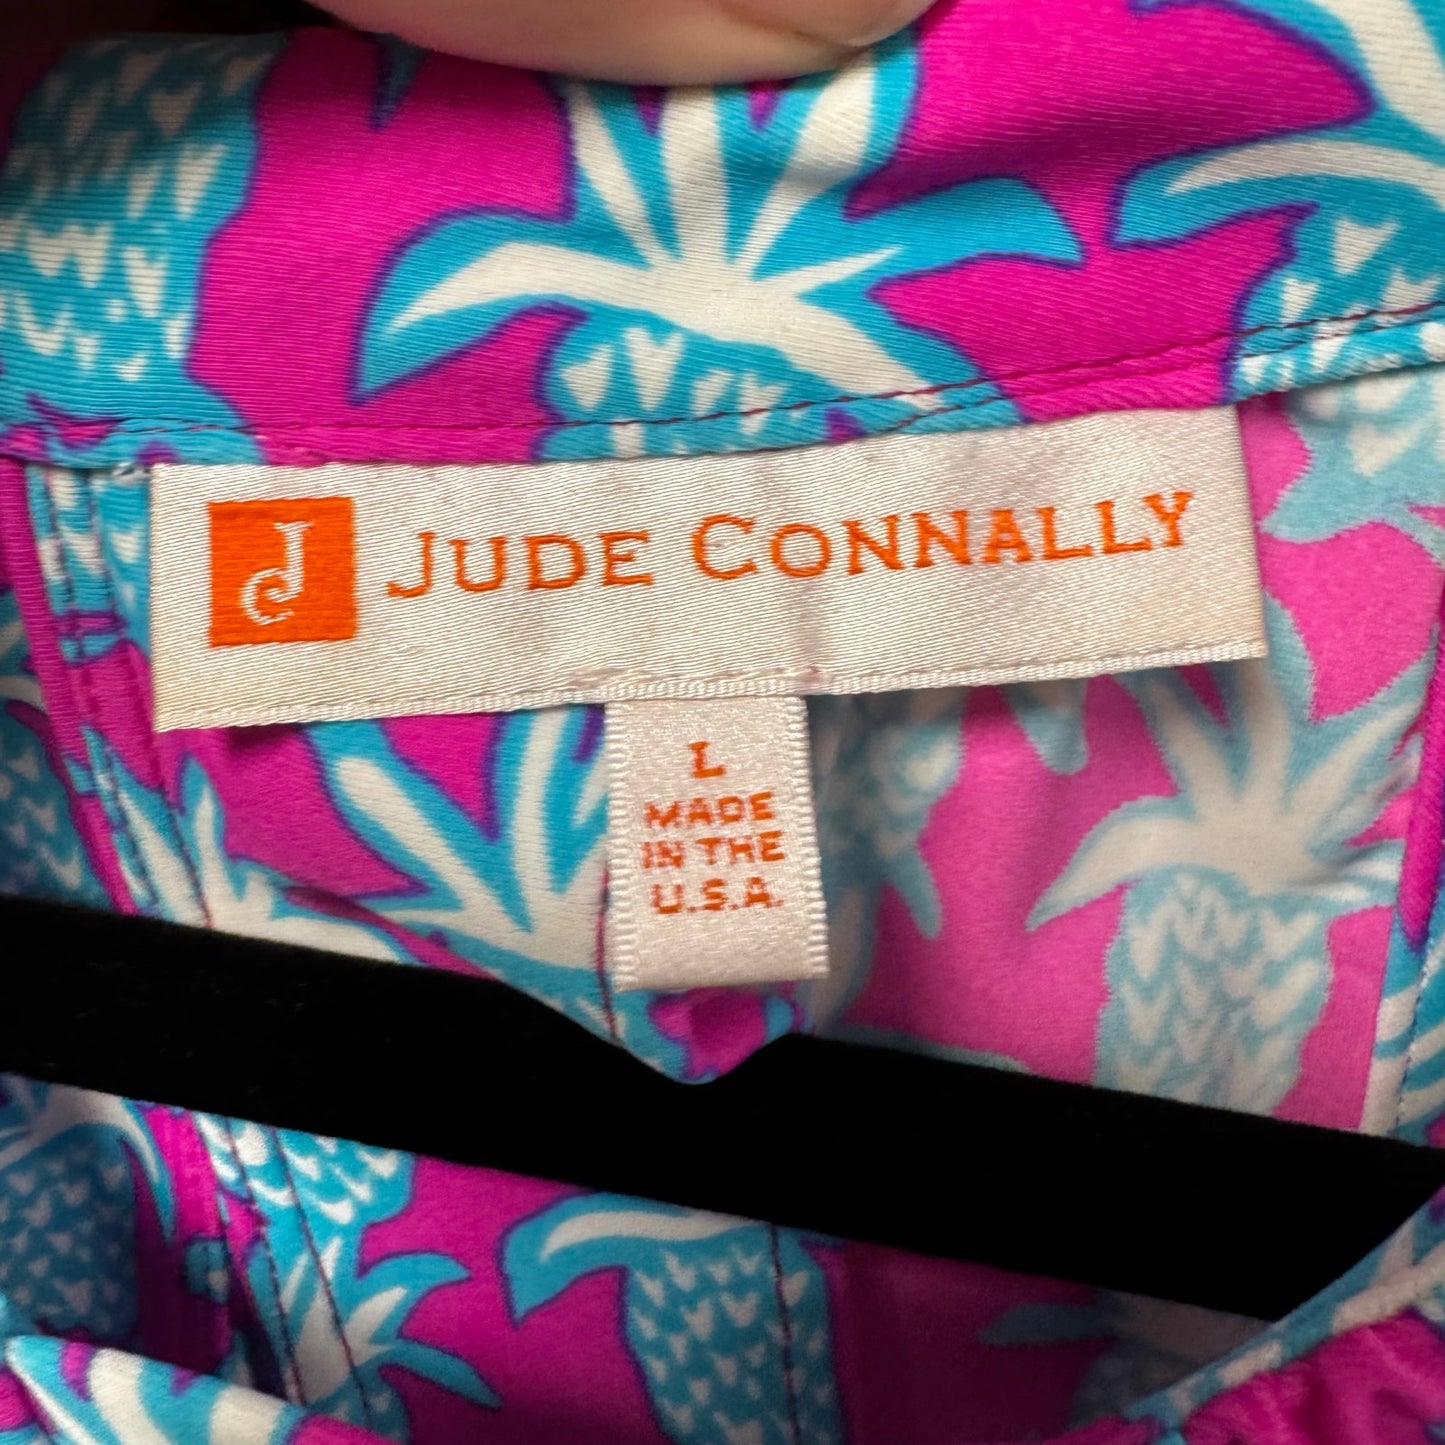 JC JUDE CONNALLY
L
MADE
IN THE
U.S.A.